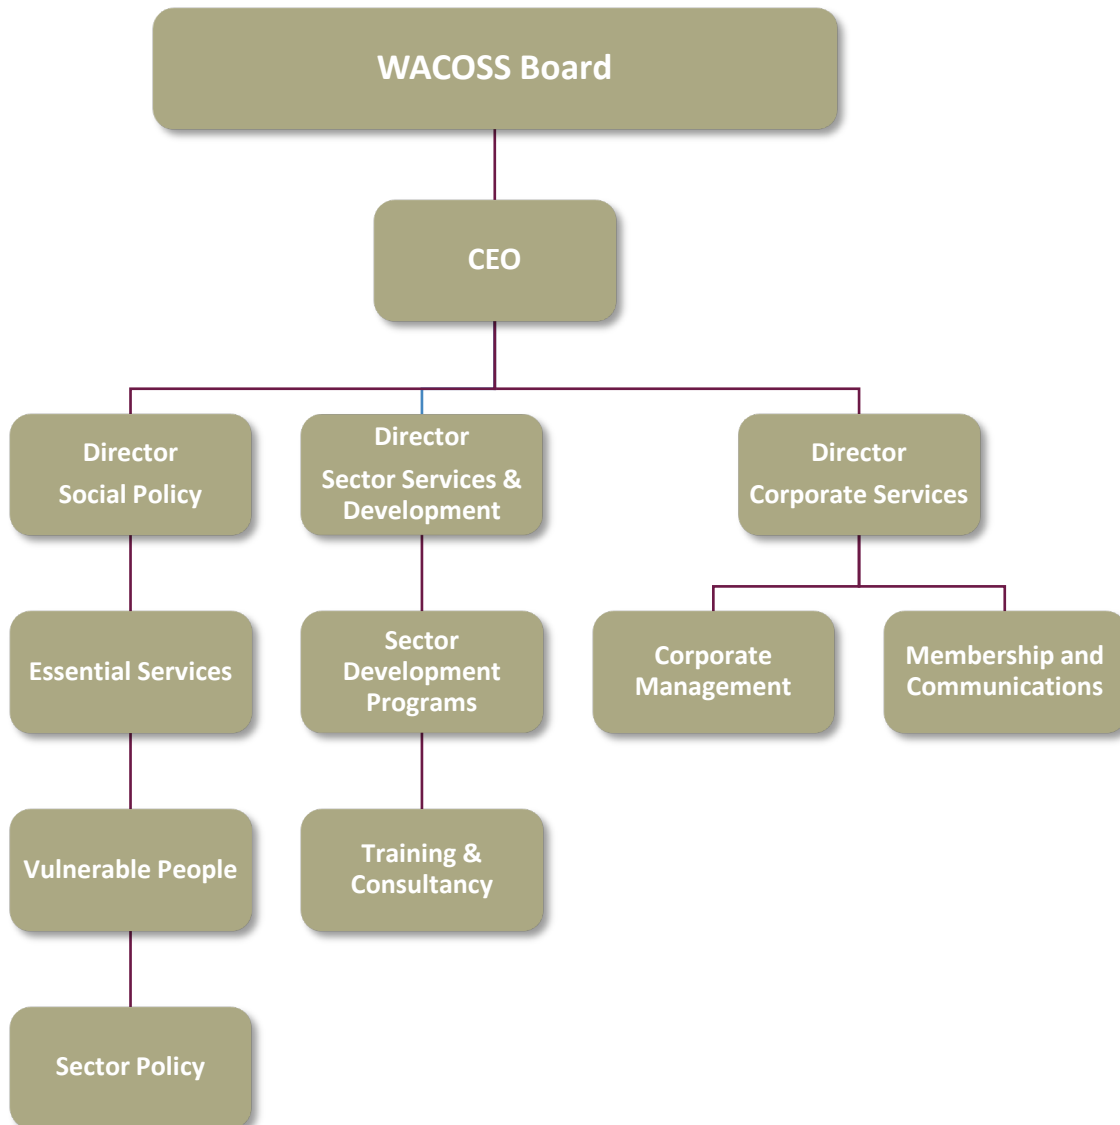 WACOSS Board
CEO
Director
Social Policy
Director
Sector Services &
Development
Director
Corporate Services
Essential Services
Sector
Development
Programs
Corporate
Management
Membership and
Communications
Vulnerable People
Training &
Consultancy
Sector Policy